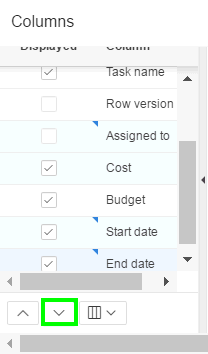 Columns
Displayed Column
Task name
Row version
Assigned to
Cost
Budget
Start date
End date